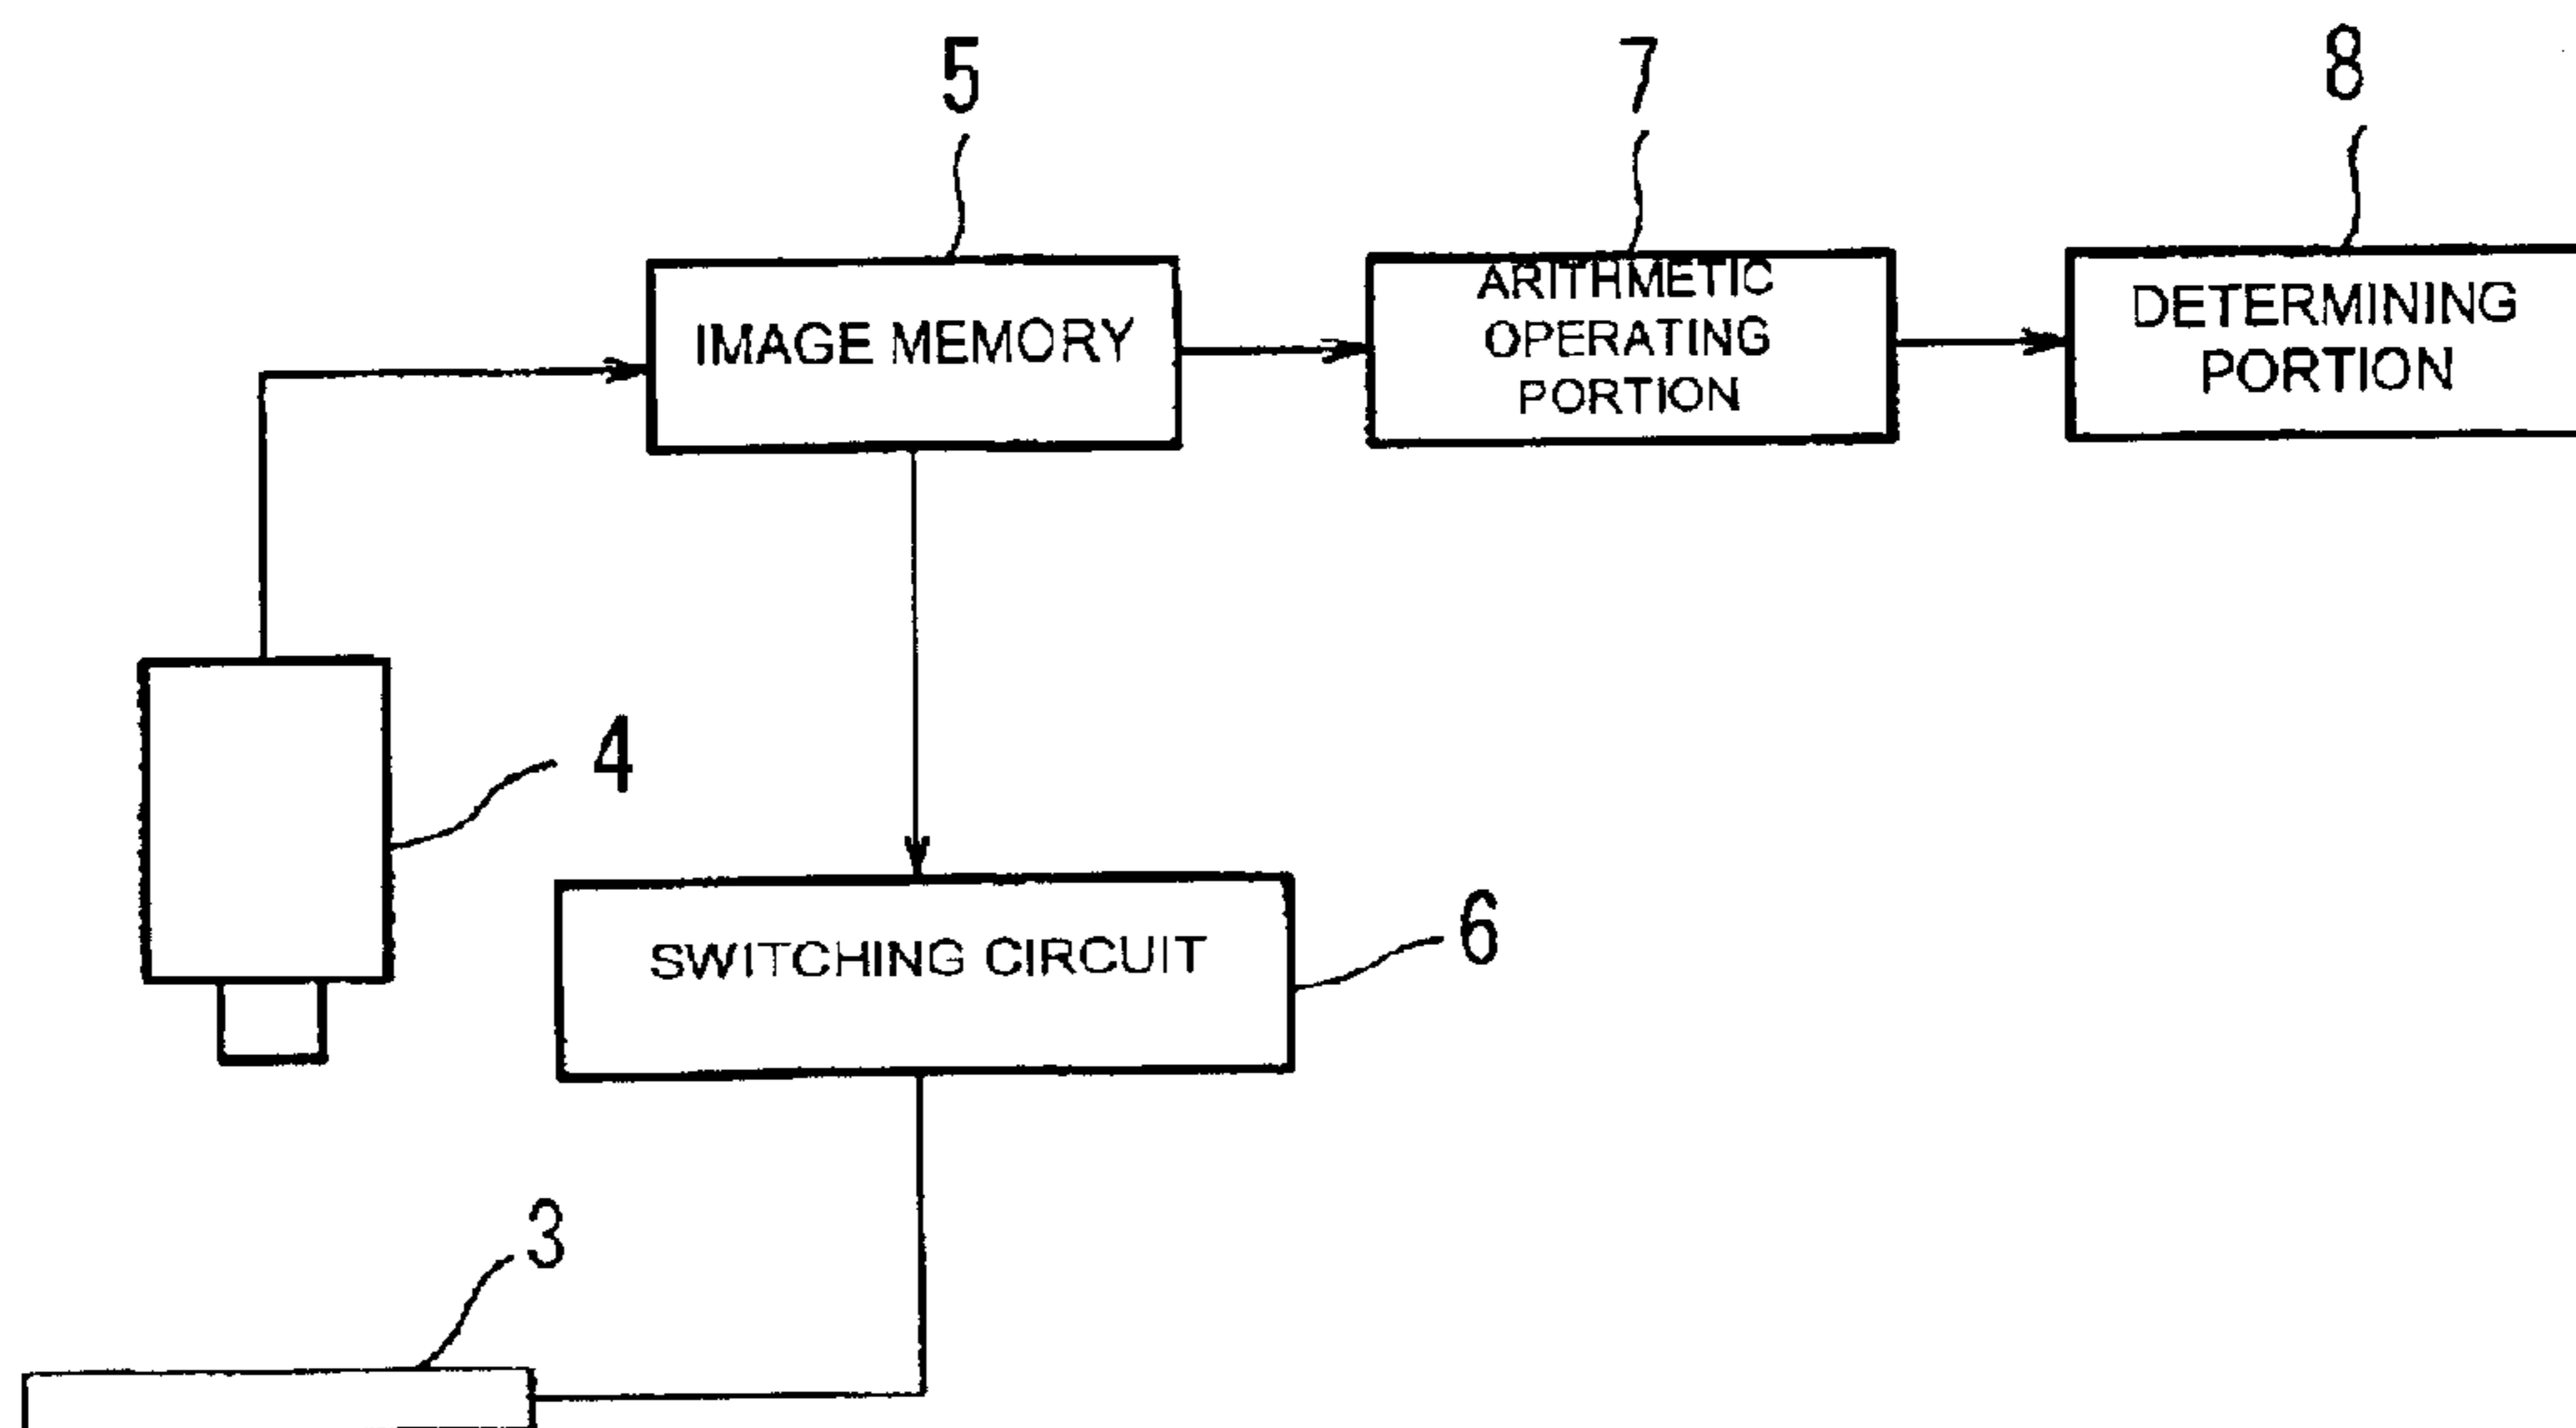 5
7
8
IMAGE MEMORY
ARITHMETIC
OPERATING
PORTION
DETERMINING
PORTION
4
SWITCHING CIRCUIT
6
3